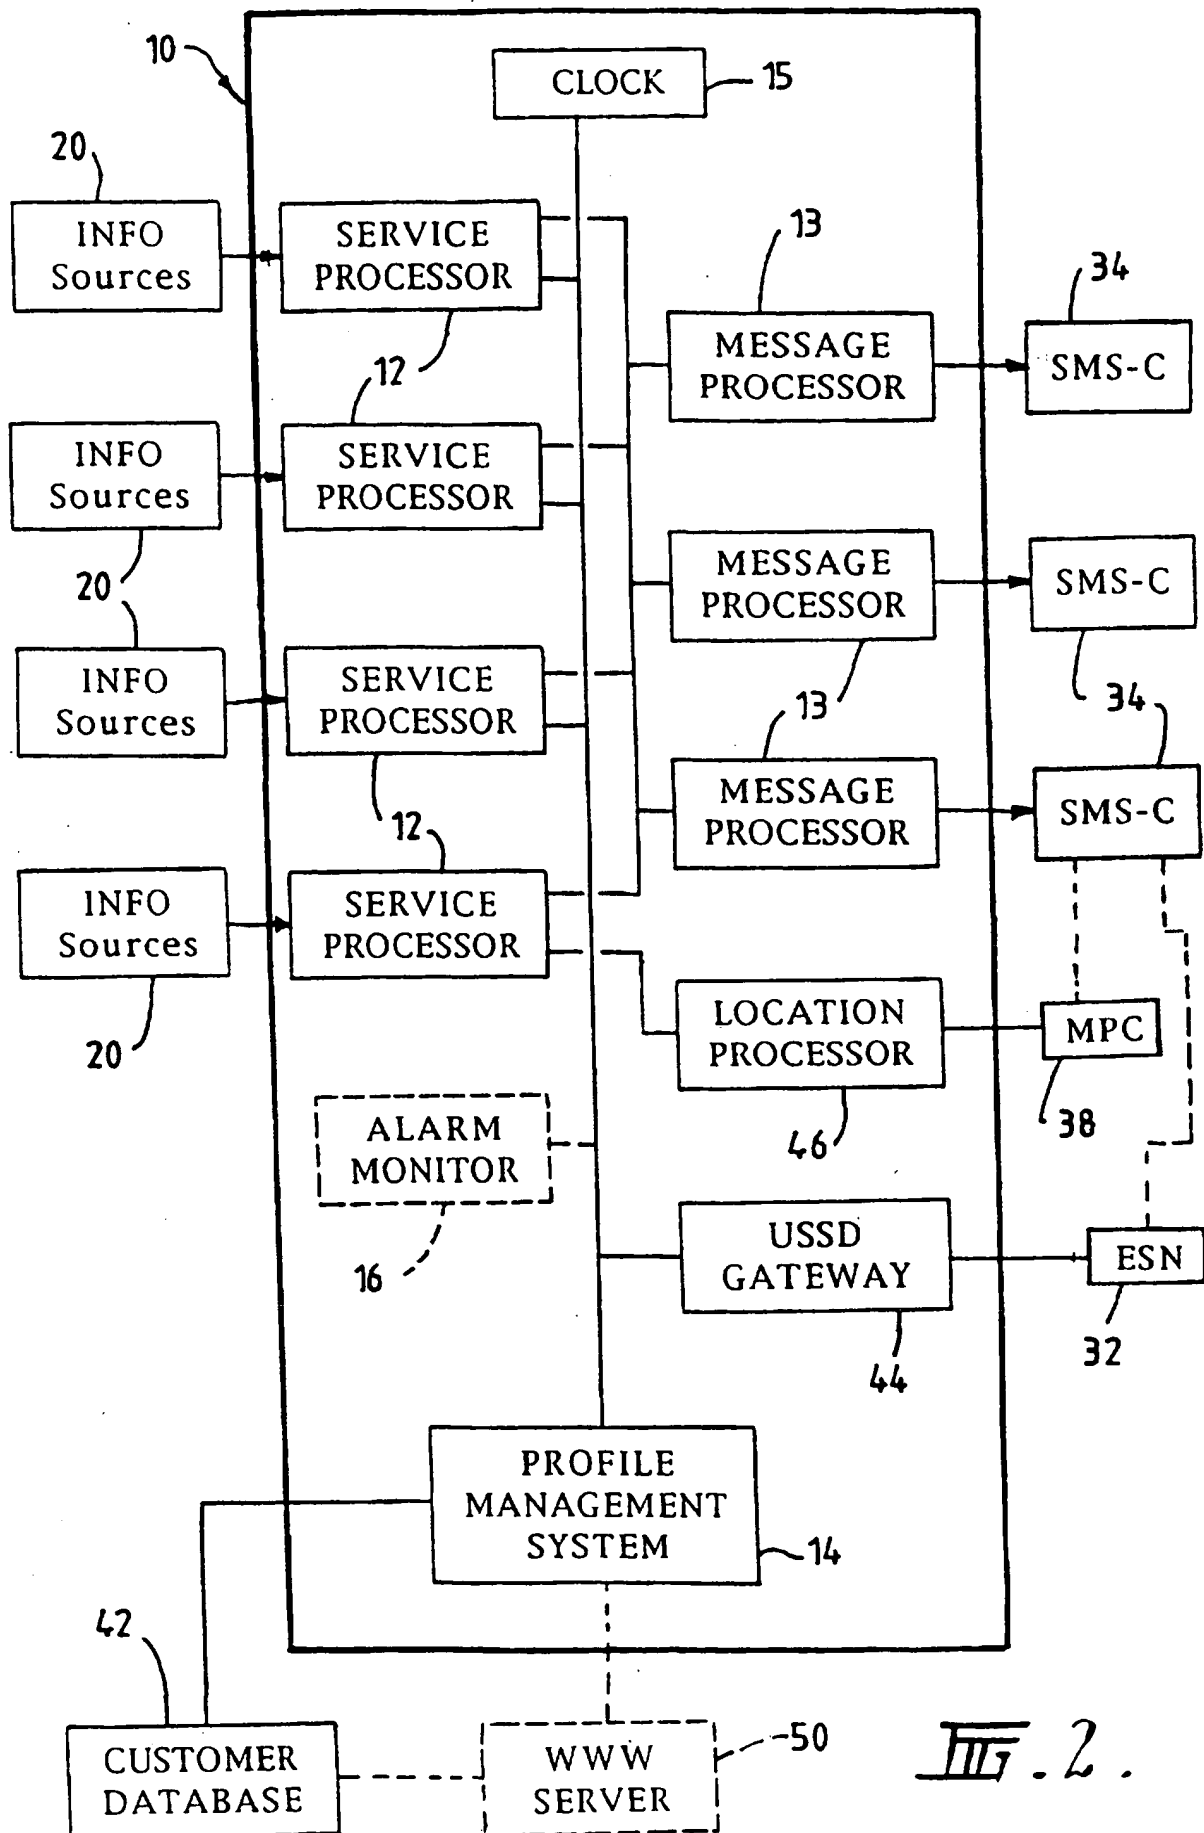 10
CLOCK
15
20
INFO
Sources
SERVICE
PROCESSOR
13
34
12
MESSAGE
PROCESSOR
SMS-C
INFO
Sources
SERVICE
PROCESSOR
20
MESSAGE
PROCESSOR
SMS-C
INFO
Sources
SERVICE
PROCESSOR
13
34
12
MESSAGE
PROCESSOR
SMS-C
INFO
Sources
SERVICE
PROCESSOR
20
LOCATION
PROCESSOR
MPC
46
38
ALARM
MONITOR
16
USSD
GATEWAY
ESN
44
32
PROFILE
MANAGEMENT
SYSTEM
14
42
CUSTOMER
DATABASE
WWW
SERVER
50
FIG. 2.